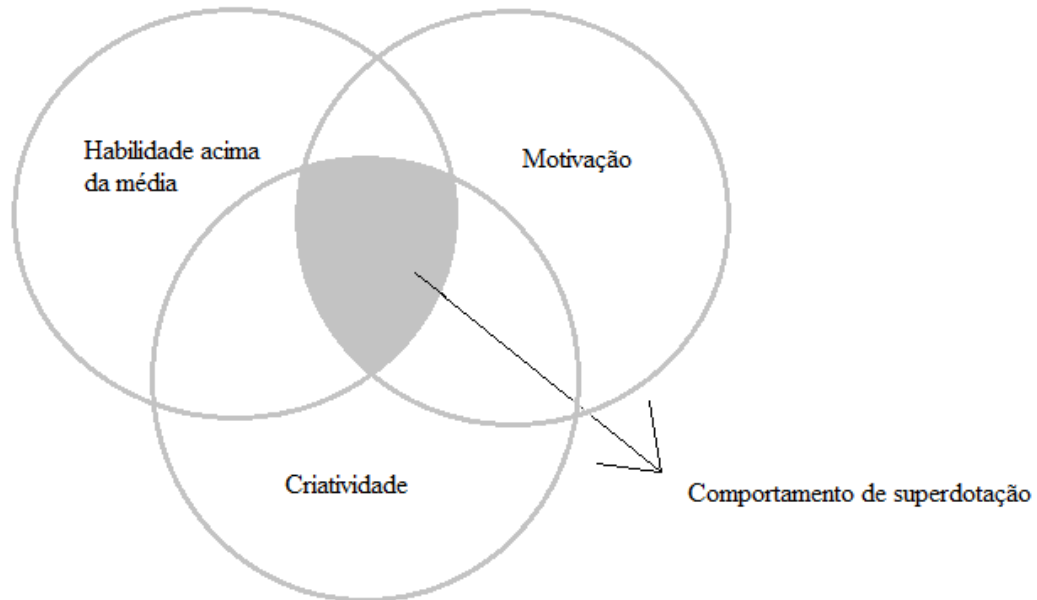 Habilidade acima
da média
Motivação
Criatividade
Comportamento de superdotação